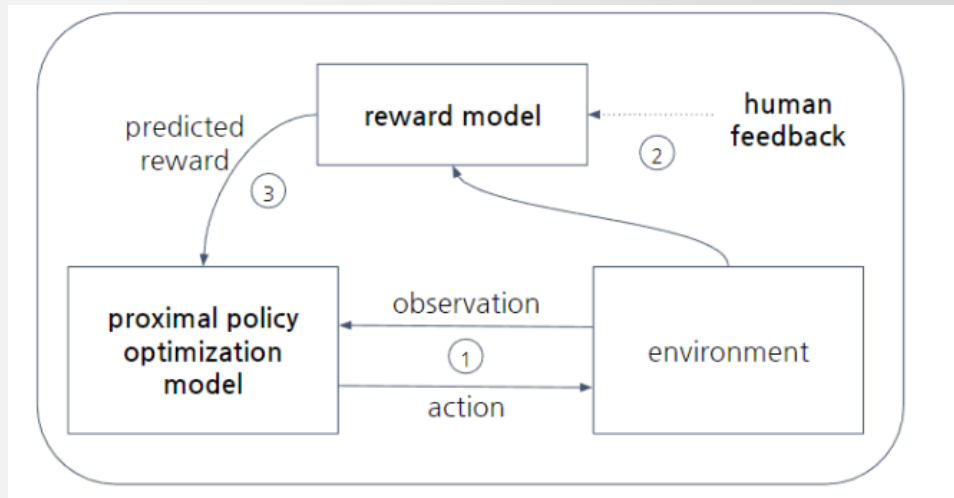 reward model
human
feedback
predicted
reward
2
3
observation
proximal policy
optimization
model
1
environment
action